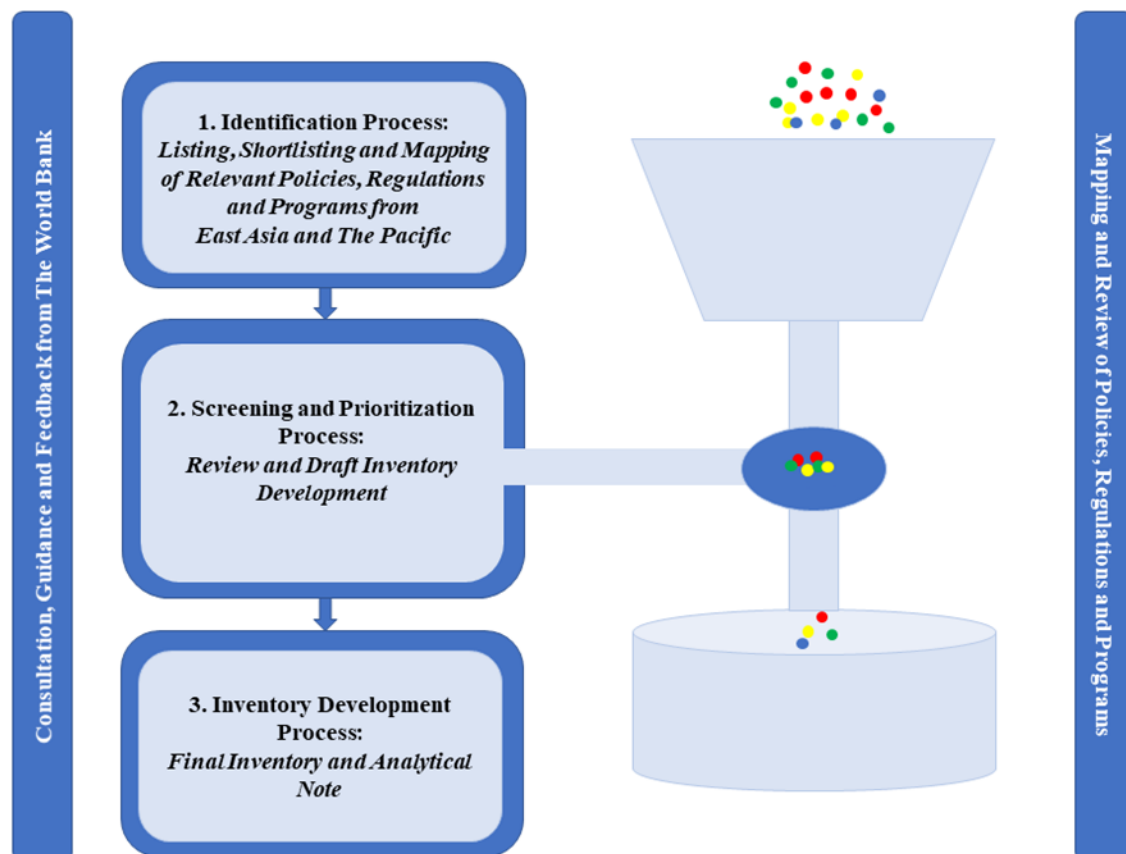 Consultation, Guidance and Feedback from The World Bank
1. Identification Process:
Listing, Shortlisting and Mapping
of Relevant Policies, Regulations
and Programs from
East Asia and The Pacific
2. Screening and Prioritization
Process:
Review and Draft Inventory
Development
3. Inventory Development
Process:
Final Inventory and Analytical
Note
Mapping and Review of Policies, Regulations and Programs